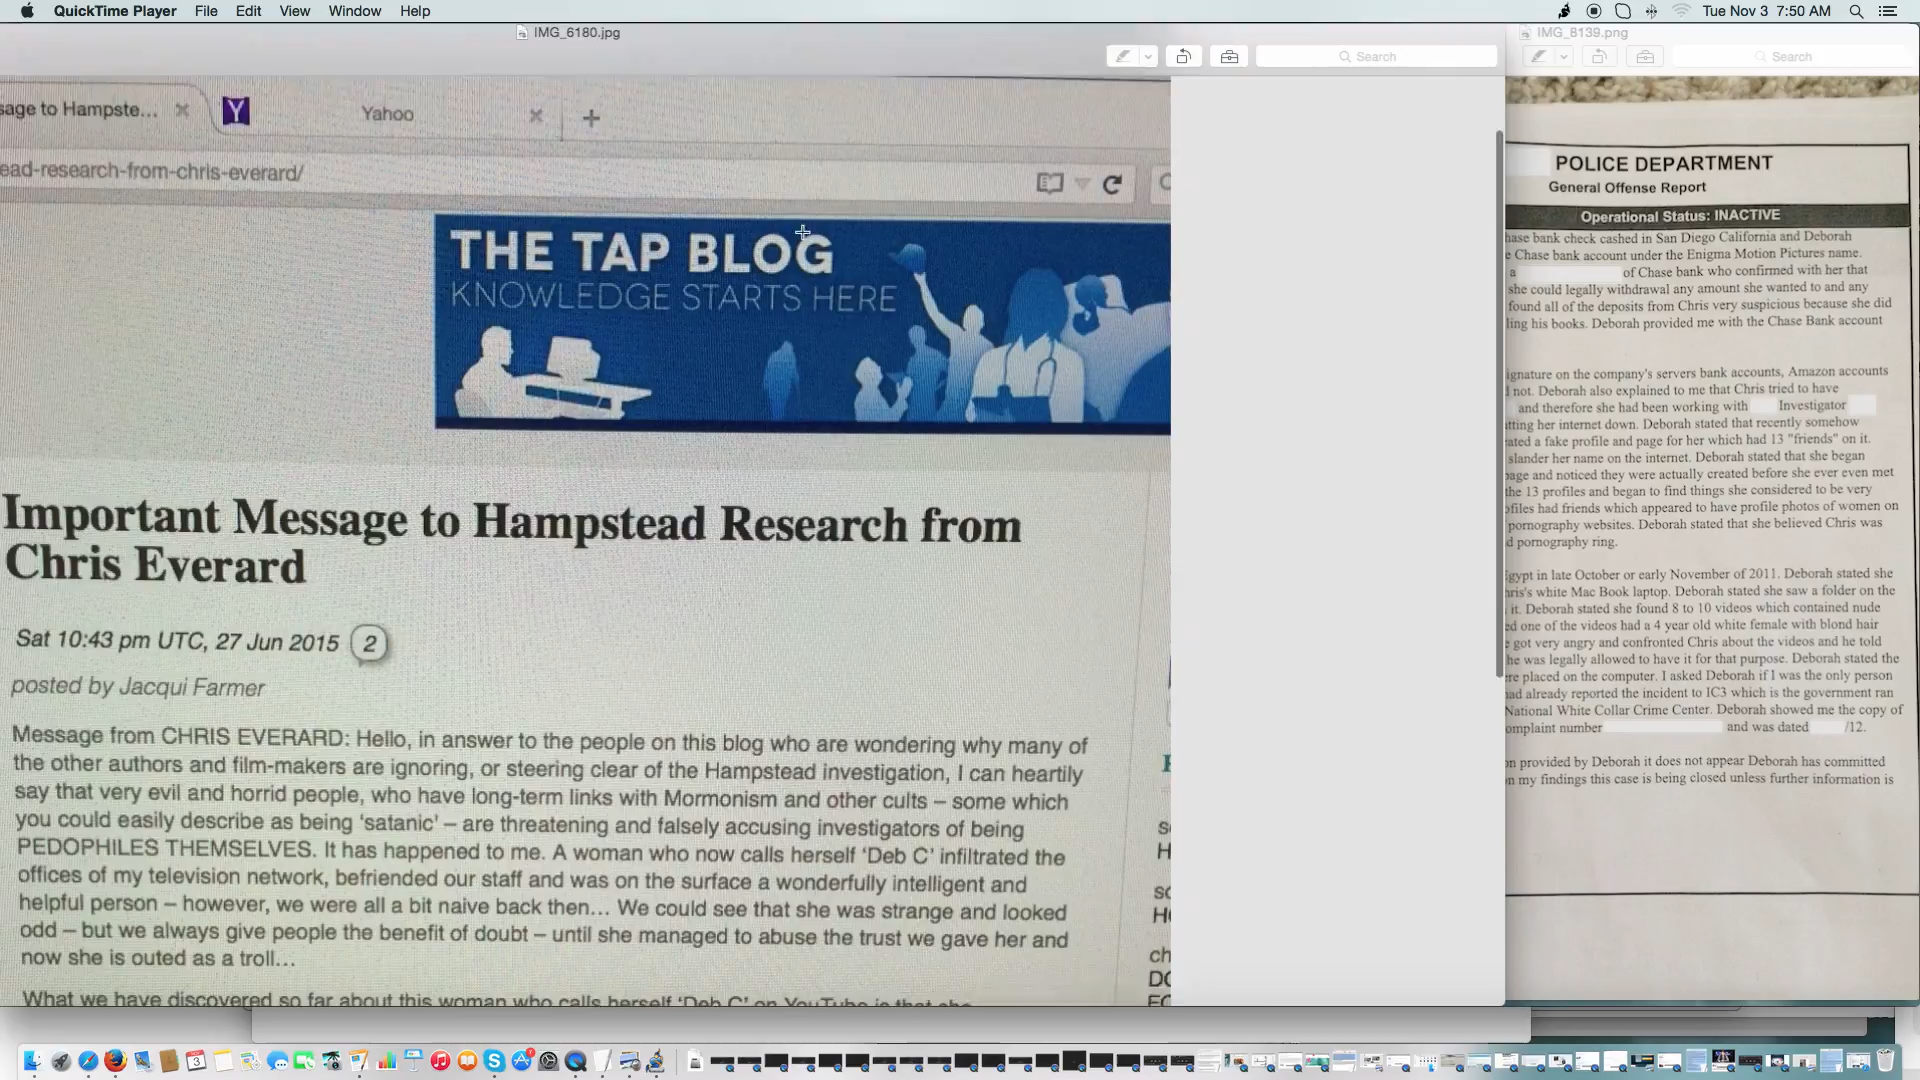 QuickTime Player File Edit View Window Help
Tue Nov 3 7:50 AM
IMG_6180.jpg
Search
sage to Hampste...
Yahoo
ead-research-from-chris-everard/
THE TAP BLOG
KNOWLEDGE STARTS HERE
Important Message to Hampstead Research from
Chris Everard
Sat 10:43 pm UTC, 27 Jun 2015 2
posted by Jacqui Farmer
Message from CHRIS EVERARD: Hello, in answer to the people on this blog who are wondering why many of
the other authors and film-makers are ignoring, or steering clear of the Hampstead investigation, I can heartily
say that very evil and horrid people, who have long-term links with Mormonism and other cults – some which
you could easily describe as being 'satanic' – are threatening and falsely accusing investigators of being
PEDOPHILES THEMSELVES. It has happened to me. A woman who now calls herself 'Deb C' infiltrated the
offices of my television network, befriended our staff and was on the surface a wonderfully intelligent and
helpful person – however, we were all a bit naive back then... We could see that she was strange and looked
odd – but we always give people the benefit of doubt – until she managed to abuse the trust we gave her and
now she is outed as a troll...
What we have discovered so far about this woman who calls herself 'Deb C' on YouTube is that she
IMG_8139.png
Search
POLICE DEPARTMENT
General Offense Report
Operational Status: INACTIVE
hase bank check cashed in San Diego California and Deborah
e Chase bank account under the Enigma Motion Pictures name.
a of Chase bank who confirmed with her that
she could legally withdrawal any amount she wanted to and any
found all of the deposits from Chris very suspicious because she did
ling his books. Deborah provided me with the Chase Bank account
ignature on the company's servers bank accounts, Amazon accounts
not. Deborah also explained to me that Chris tried to have
and therefore she had been working with Investigator
tting her internet down. Deborah stated that recently somehow
ated a fake profile and page for her which had 13 "friends" on it.
slander her name on the internet. Deborah stated that she began
page and noticed they were actually created before she ever even met
the 13 profiles and began to find things she considered to be very
ofiles had friends which appeared to have profile photos of women on
pornography websites. Deborah stated that she believed Chris was
d pornography ring.
Egypt in late October or early November of 2011. Deborah stated she
hris's white Mac Book laptop. Deborah stated she saw a folder on the
it. Deborah stated she found 8 to 10 videos which contained nude
ed one of the videos had a 4 year old white female with blond hair
e got very angry and confronted Chris about the videos and he told
he was legally allowed to have it for that purpose. Deborah stated the
re placed on the computer. I asked Deborah if I was the only person
had already reported the incident to IC3 which is the government ran
National White Collar Crime Center. Deborah showed me the copy of
omplaint number and was dated /12.
on provided by Deborah it does not appear Deborah has committed
n my findings this case is being closed unless further information is